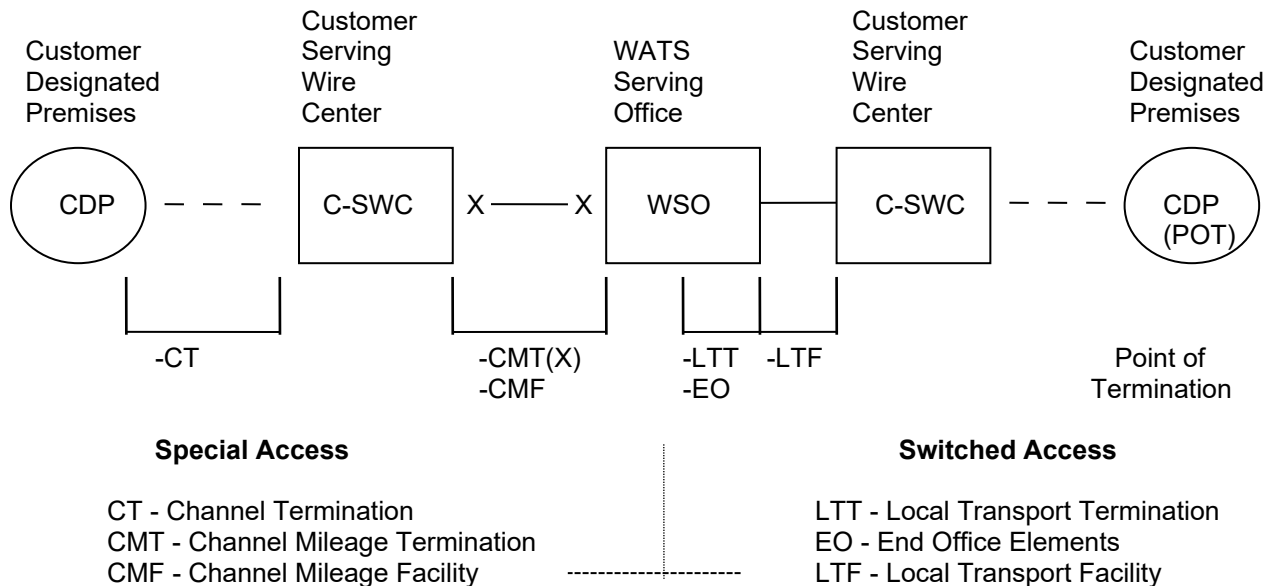 Customer
Designated
Premises
Customer
Serving
Wire
Center
WATS
Serving
Office
Customer
Serving
Wire
Center
Customer
Designated
Premises
CDP
C-SWC
X
X
WSO
C-SWC
CDP
(POT)
-CT
-CMT(X)
-CMF
-LTT
-EO
-LTF
Point of
Termination
Special Access
CT - Channel Termination
CMT - Channel Mileage Termination
CMF - Channel Mileage Facility
Switched Access
LTT - Local Transport Termination
EO - End Office Elements
LTF - Local Transport Facility